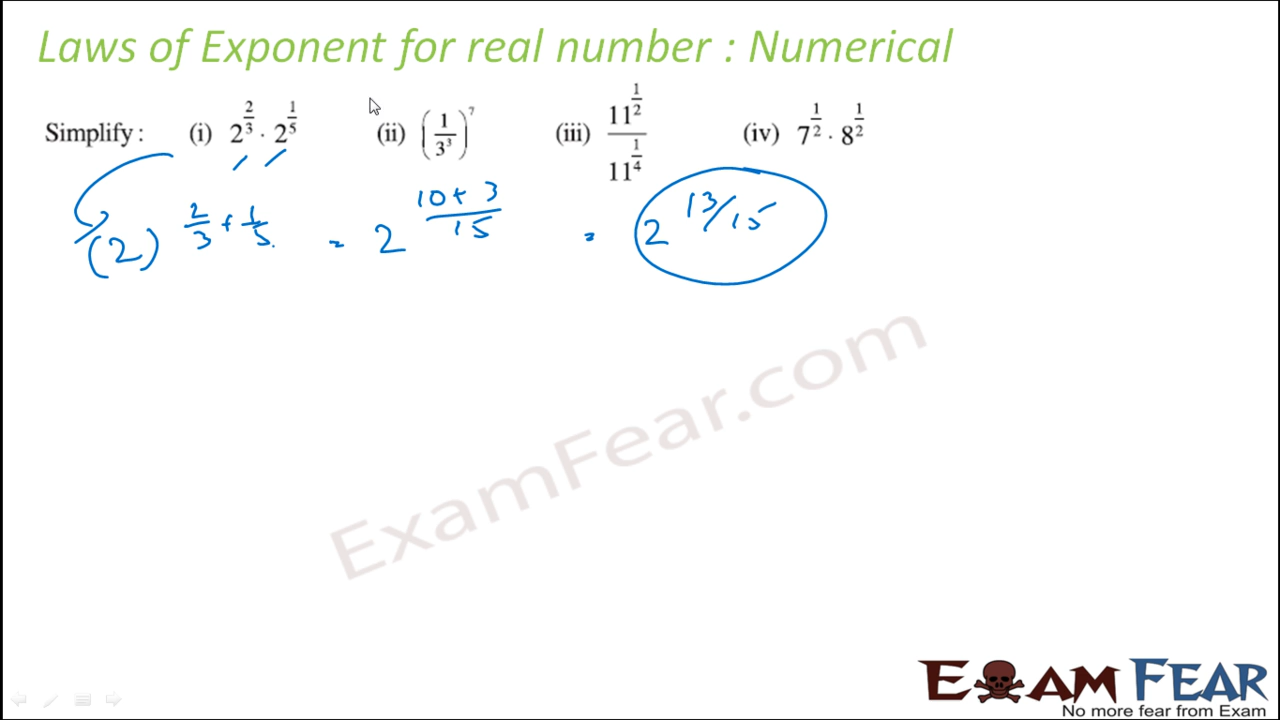 Laws of Exponent for real number : Numerical
Simplify : (i) 2^{2/3} · 2^{1/5} (ii) (1/3^3)^7 (iii) 11^{1/2} / 11^{1/4} (iv) 7^{1/2} · 8^{1/2}
(2)^{2/3 + 1/5} = 2^{(10+3)/15} = 2^{13/15}
ExamFear.com
EXAM FEAR
No more fear from Exam